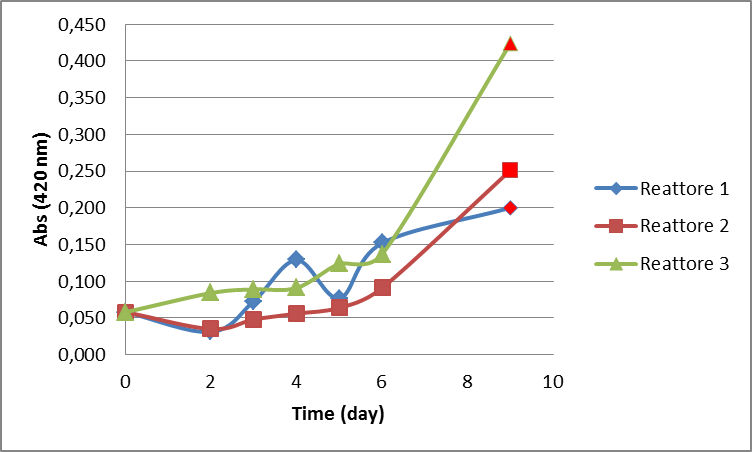 0,450
0,400
0,350
0,300
0,250
0,200
0,150
0,100
0,050
0,000
Abs (420 nm)
0 2 4 6 8 10
Time (day)
Reattore 1
Reattore 2
Reattore 3